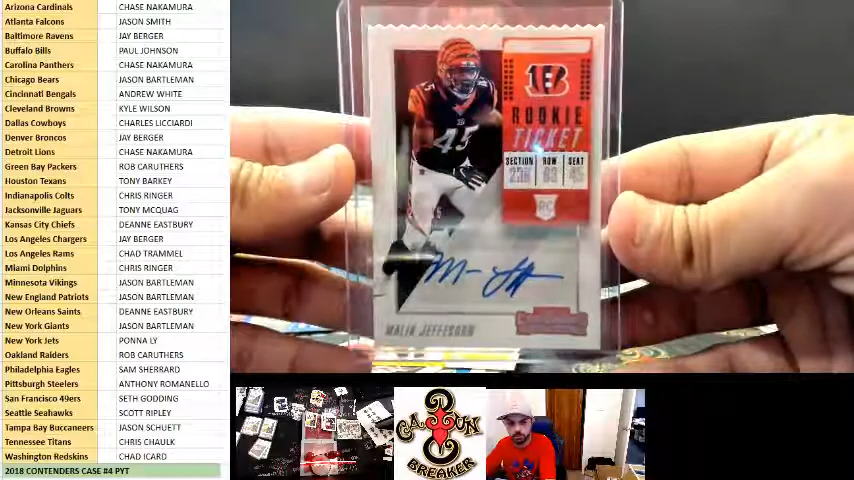 Arizona Cardinals CHASE NAKAMURA
Atlanta Falcons JASON SMITH
Baltimore Ravens JAY BERGER
Buffalo Bills PAUL JOHNSON
Carolina Panthers CHASE NAKAMURA
Chicago Bears JASON BARTLEMAN
Cincinnati Bengals ANDREW WHITE
Cleveland Browns KYLE WILSON
Dallas Cowboys CHARLES LICCIARDI
Denver Broncos JAY BERGER
Detroit Lions CHASE NAKAMURA
Green Bay Packers ROB CARUTHERS
Houston Texans TONY BARKEY
Indianapolis Colts CHRIS RINGER
Jacksonville Jaguars TONY MCQUAG
Kansas City Chiefs DEANNE EASTBURY
Los Angeles Chargers JAY BERGER
Los Angeles Rams CHAD TRAMMEL
Miami Dolphins CHRIS RINGER
Minnesota Vikings JASON BARTLEMAN
New England Patriots JASON BARTLEMAN
New Orleans Saints DEANNE EASTBURY
New York Giants JASON BARTLEMAN
New York Jets PONNA LY
Oakland Raiders ROB CARUTHERS
Philadelphia Eagles SAM SHERRARD
Pittsburgh Steelers ANTHONY ROMANELLO
San Francisco 49ers SETH GODDING
Seattle Seahawks SCOTT RIPLEY
Tampa Bay Buccaneers JASON SCHUETT
Tennessee Titans CHRIS CHAULK
Washington Redskins CHAD ICARD
2018 CONTENDERS CASE #4 PYT
45
ROOKIE
TICKET
SECTION ROW SEAT
RC
MALIK JEFFERSON
CAJUN
BREAKER